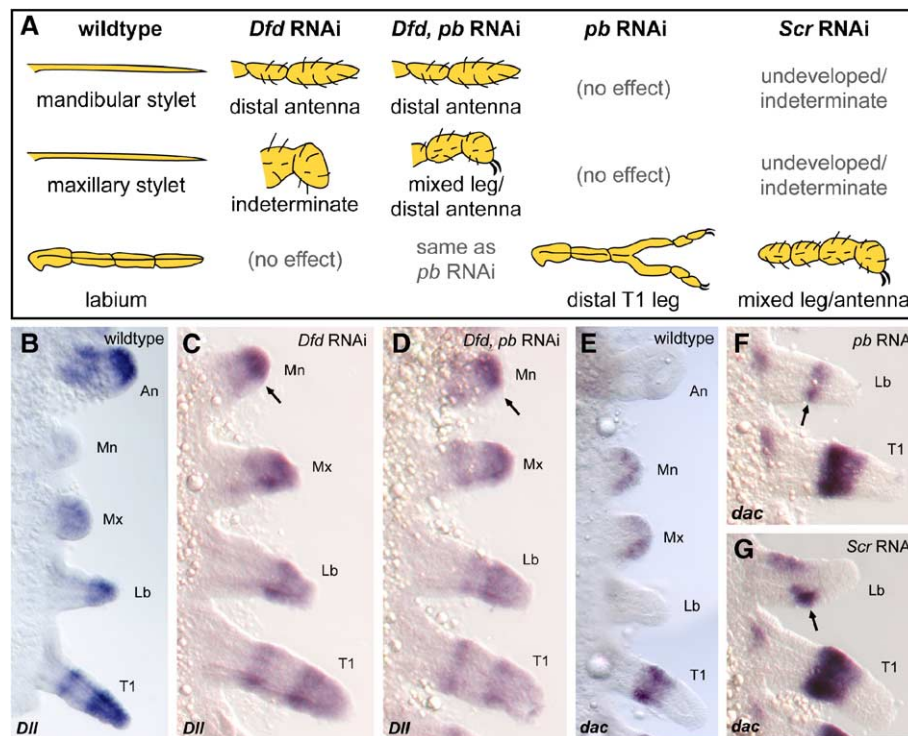 A
wildtype
Dfd RNAi
Dfd, pb RNAi
pb RNAi
Scr RNAi
mandibular stylet
distal antenna
distal antenna
(no effect)
undeveloped/
indeterminate
maxillary stylet
indeterminate
mixed leg/
distal antenna
(no effect)
undeveloped/
indeterminate
labium
(no effect)
same as
pb RNAi
distal T1 leg
mixed leg/antenna
B
wildtype
An
Mn
Mx
Lb
T1
Dll
C
Dfd RNAi
Mn
Mx
Lb
T1
Dll
D
Dfd, pb RNAi
Mn
Mx
Lb
T1
Dll
E
wildtype
An
Mn
Mx
Lb
T1
dac
F
pb RNAi
Lb
T1
dac
G
Scr RNAi
Lb
T1
dac